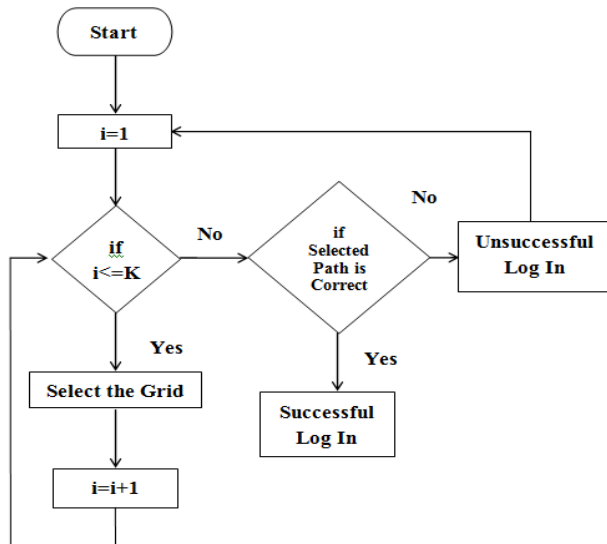 Start
i=1
if
i<=K
No
if
Selected
Path is
Correct
No
Unsuccessful
Log In
Yes
Select the Grid
Yes
Successful
Log In
i=i+1